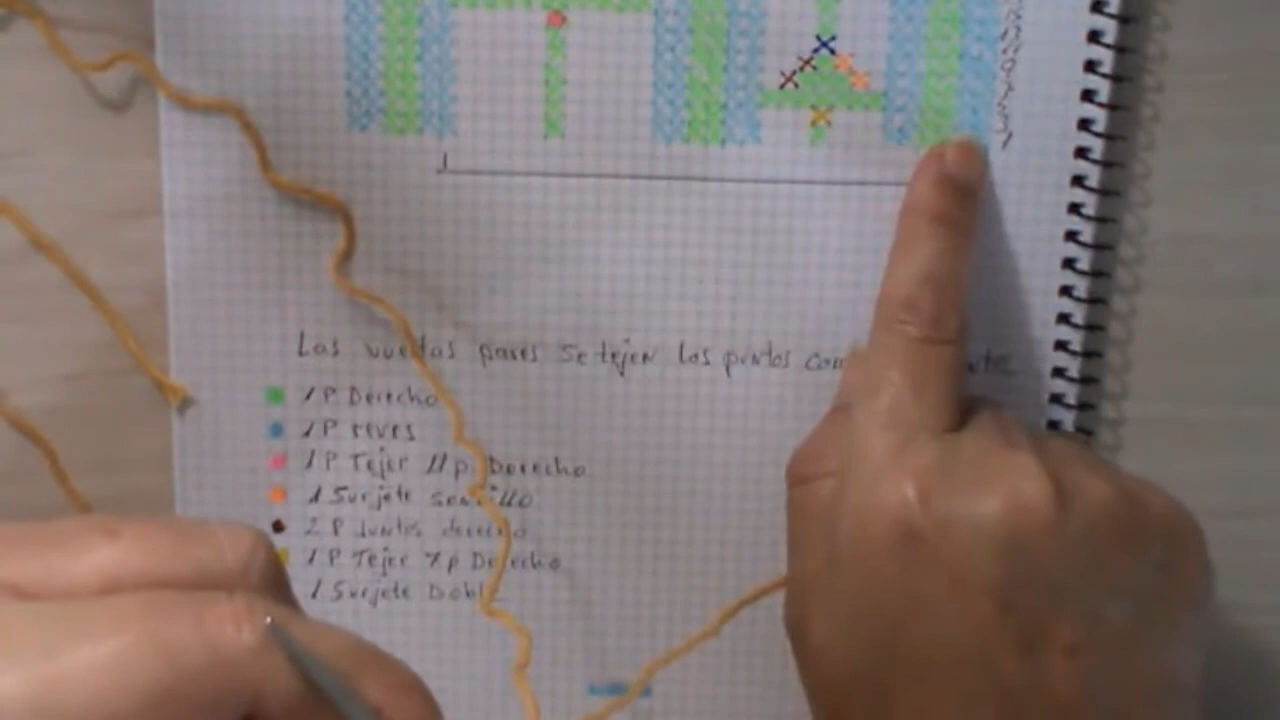 Las vueltas pares se tejen los puntos
1 P Derecho
1 P reves
1 P Tejer 11 p Derecho
1 Surjete sencillo
2 P Juntos derecho
1 P Tejer 7 p Derecho
1 Surjete Doble